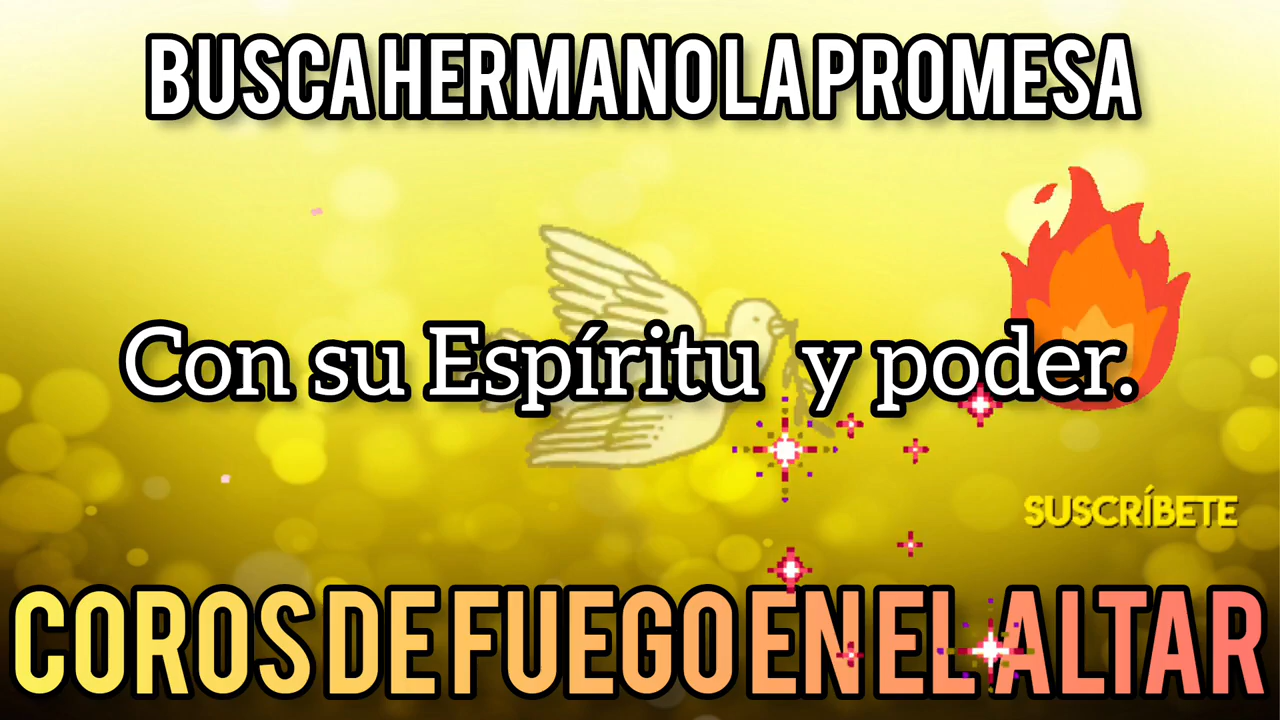 BUSCA HERMANO LA PROMESA
Con su Espíritu y poder.
SUSCRÍBETE
COROS DE FUEGO EN EL ALTAR